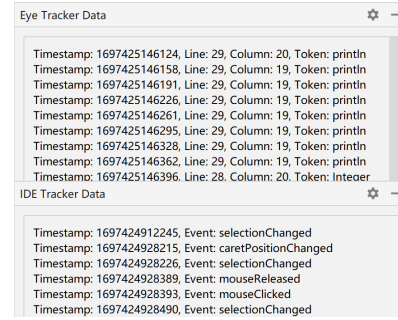 Eye Tracker Data
Timestamp: 1697425146124, Line: 29, Column: 20, Token: println
Timestamp: 1697425146158, Line: 29, Column: 19, Token: println
Timestamp: 1697425146191, Line: 29, Column: 19, Token: println
Timestamp: 1697425146226, Line: 29, Column: 19, Token: println
Timestamp: 1697425146261, Line: 29, Column: 19, Token: println
Timestamp: 1697425146295, Line: 29, Column: 19, Token: println
Timestamp: 1697425146328, Line: 29, Column: 19, Token: println
Timestamp: 1697425146362, Line: 29, Column: 19, Token: println
Timestamp: 1697425146396, Line: 28, Column: 20, Token: Integer
IDE Tracker Data
Timestamp: 1697424912245, Event: selectionChanged
Timestamp: 1697424928215, Event: caretPositionChanged
Timestamp: 1697424928226, Event: selectionChanged
Timestamp: 1697424928389, Event: mouseReleased
Timestamp: 1697424928393, Event: mouseClicked
Timestamp: 1697424928490, Event: selectionChanged